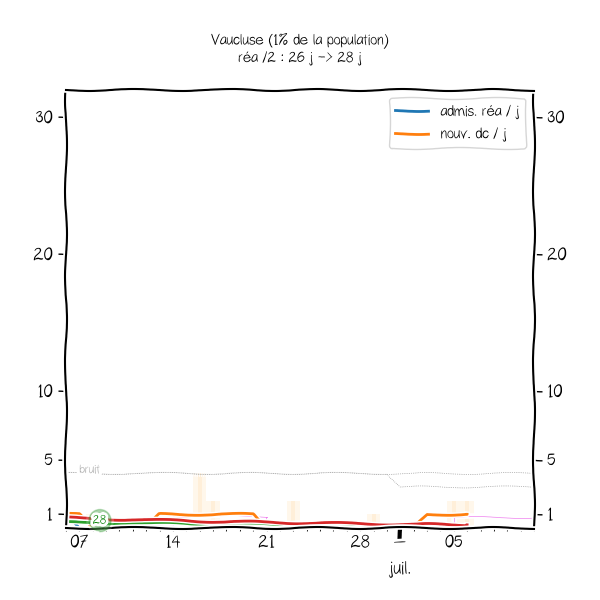 Vaucluse (1% de la population)
réa /2 : 26 j -> 28 j
admis. réa / j
nouv. dc / j
30
30
20
20
10
10
5
5
bruit
1
28
1
07
14
21
28
1
05
juil.